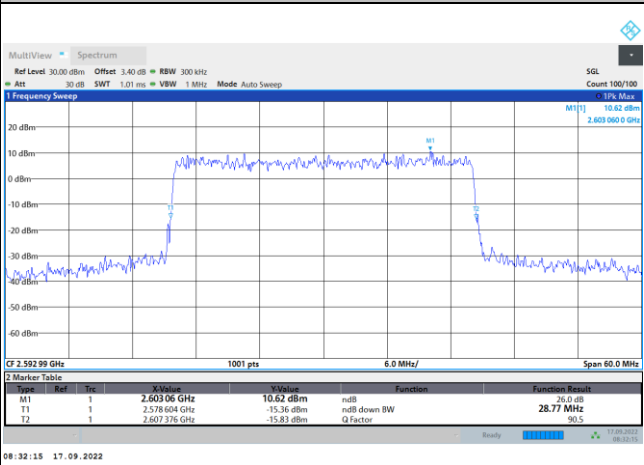 MultiView Spectrum
Ref Level 30.00 dBm Offset 3.40 dB RBW 300 kHz SGL
Att 30 dB SWT 1.01 ms VBW 1 MHz Mode Auto Sweep Count 100/100
1 Frequency Sweep 1Pk Max
M1[1] 10.62 dBm
2.603 060 0 GHz
20 dBm
M1
10 dBm
0 dBm
-10 dBm
T1 T2
-20 dBm
-30 dBm
-40 dBm
-50 dBm
-60 dBm
CF 2.592 99 GHz 1001 pts 6.0 MHz/ Span 60.0 MHz
2 Marker Table
Type Ref Trc X-Value Y-Value Function Function Result
M1 1 2.603 06 GHz 10.62 dBm ndB 26.0 dB
T1 1 2.578 604 GHz -15.36 dBm ndB down BW 28.77 MHz
T2 1 2.607 376 GHz -15.83 dBm Q Factor 90.5
Ready 17.09.2022
08:32:15
08:32:15 17.09.2022